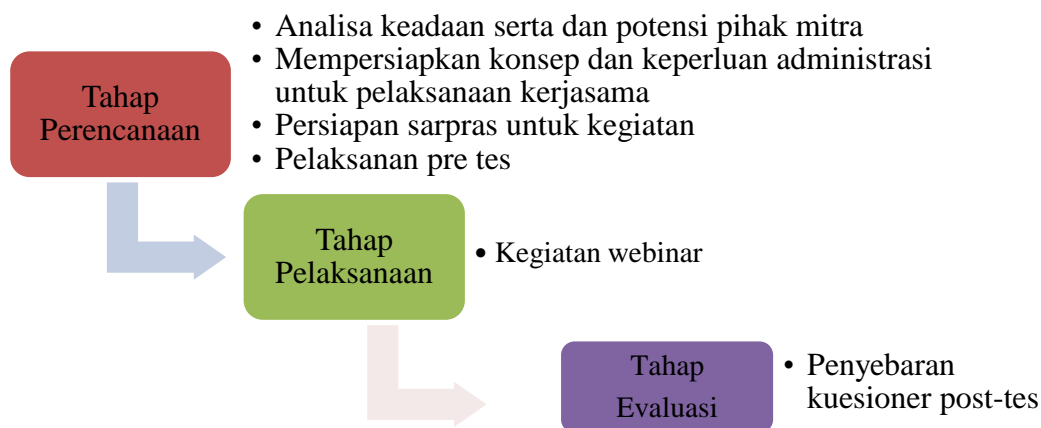 Tahap
Perencanaan
• Analisa keadaan serta dan potensi pihak mitra
• Mempersiapkan konsep dan keperluan administrasi
untuk pelaksanaan kerjasama
• Persiapan sarpras untuk kegiatan
• Pelaksanan pre tes
Tahap
Pelaksanaan
• Kegiatan webinar
Tahap
Evaluasi
• Penyebaran
kuesioner post-tes